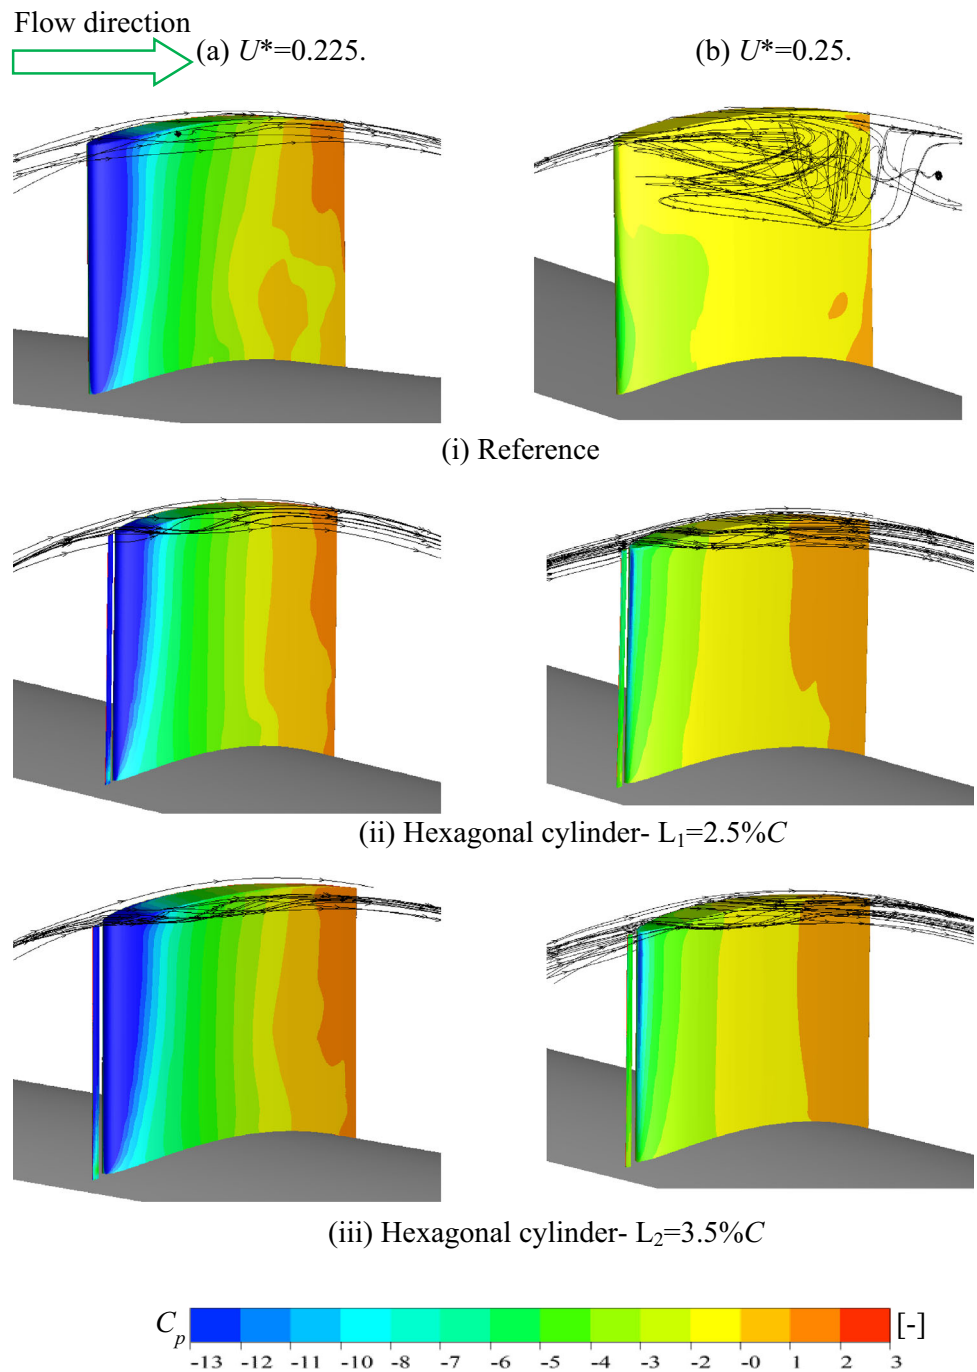 Flow direction
(a) U*=0.225.
(b) U*=0.25.
(i) Reference
(ii) Hexagonal cylinder- L₁=2.5%C
(iii) Hexagonal cylinder- L₂=3.5%C
Cₚ [-]
-13 -12 -11 -10 -8 -7 -6 -5 -4 -3 -2 -0 1 2 3